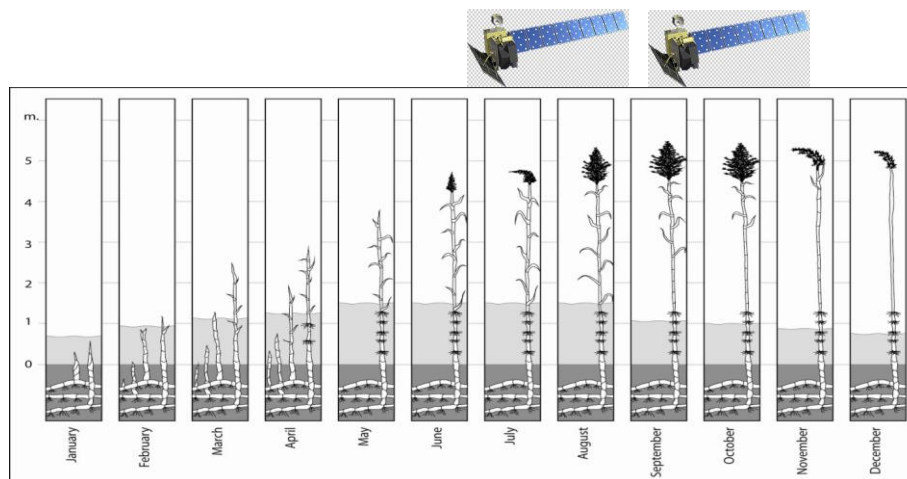 m.
5
4
3
2
1
0
January
February
March
April
May
June
July
August
September
October
November
December